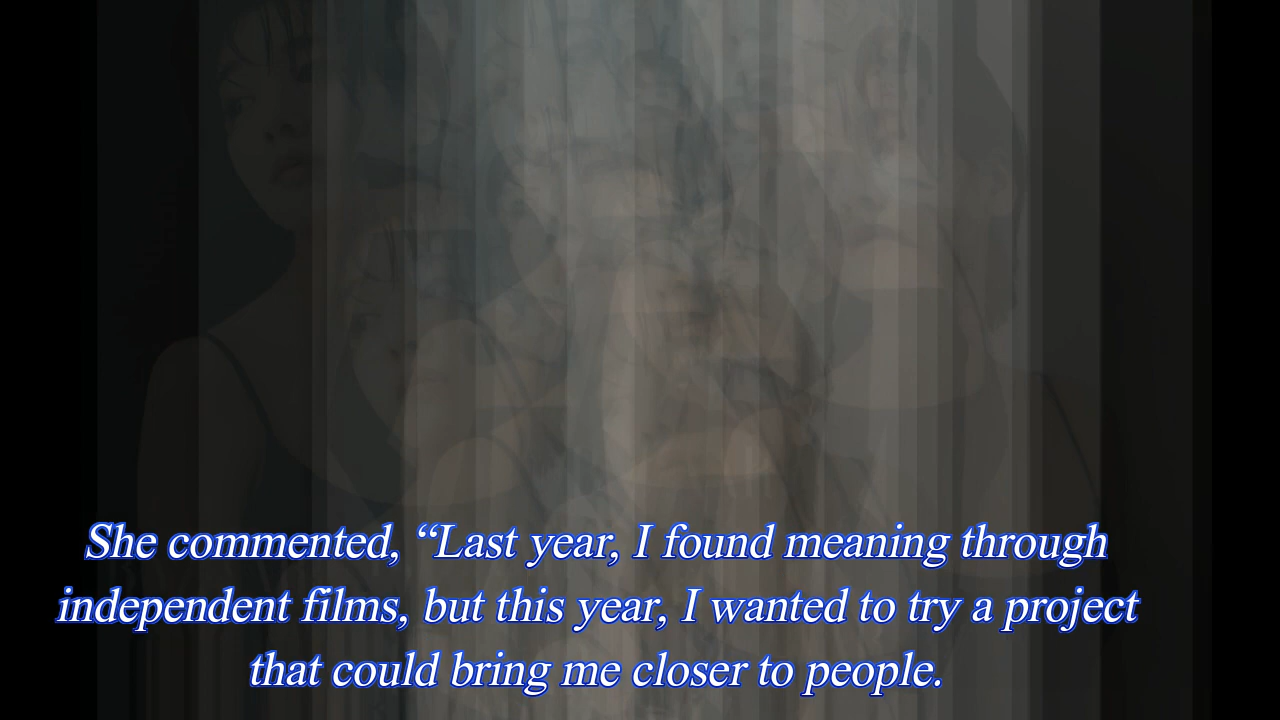 She commented, “Last year, I found meaning through
independent films, but this year, I wanted to try a project
that could bring me closer to people.